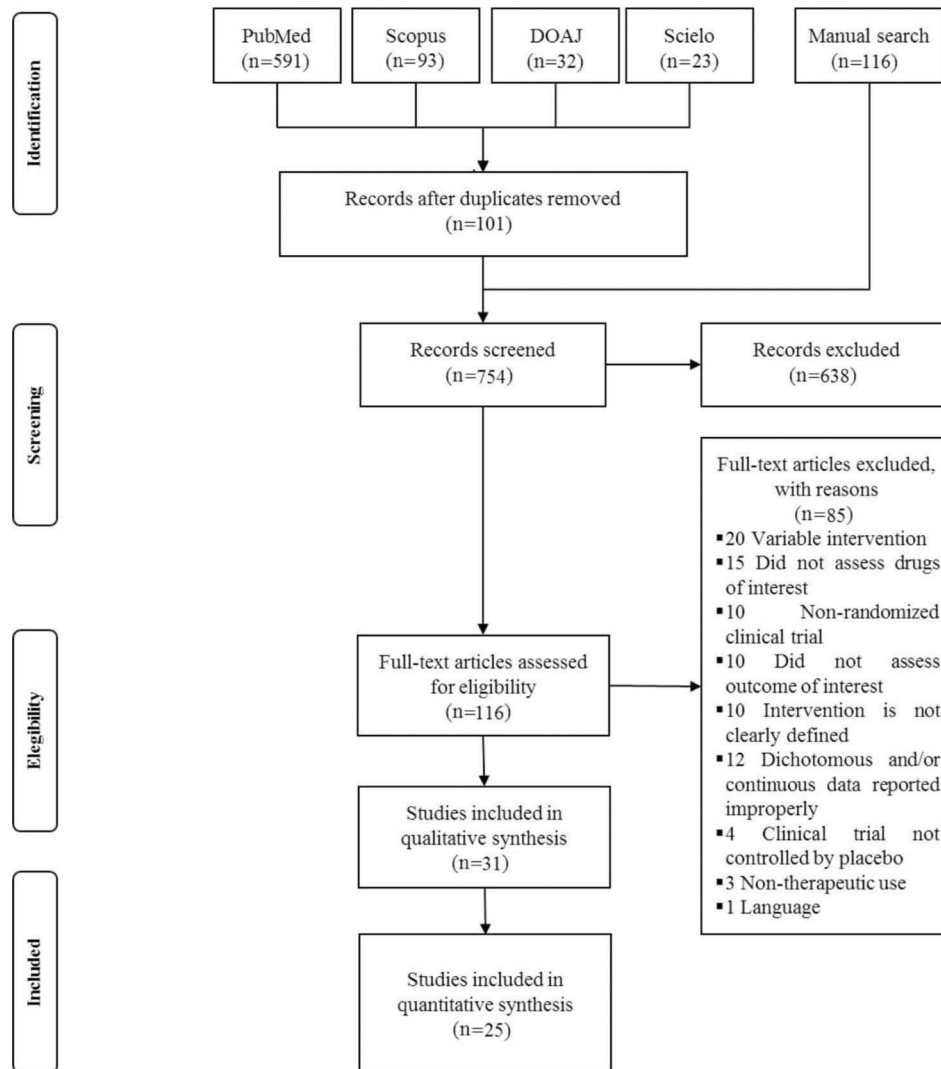 Identification
PubMed
(n=591)
Scopus
(n=93)
DOAJ
(n=32)
Scielo
(n=23)
Manual search
(n=116)
Records after duplicates removed
(n=101)
Screening
Records screened
(n=754)
Records excluded
(n=638)
Full-text articles excluded,
with reasons
(n=85)
▪20 Variable intervention
▪15 Did not assess drugs
of interest
▪10 Non-randomized
clinical trial
▪10 Did not assess
outcome of interest
▪10 Intervention is not
clearly defined
▪12 Dichotomous and/or
continuous data reported
improperly
▪4 Clinical trial not
controlled by placebo
▪3 Non-therapeutic use
▪1 Language
Elegibility
Full-text articles assessed
for eligibility
(n=116)
Studies included in
qualitative synthesis
(n=31)
Included
Studies included in
quantitative synthesis
(n=25)